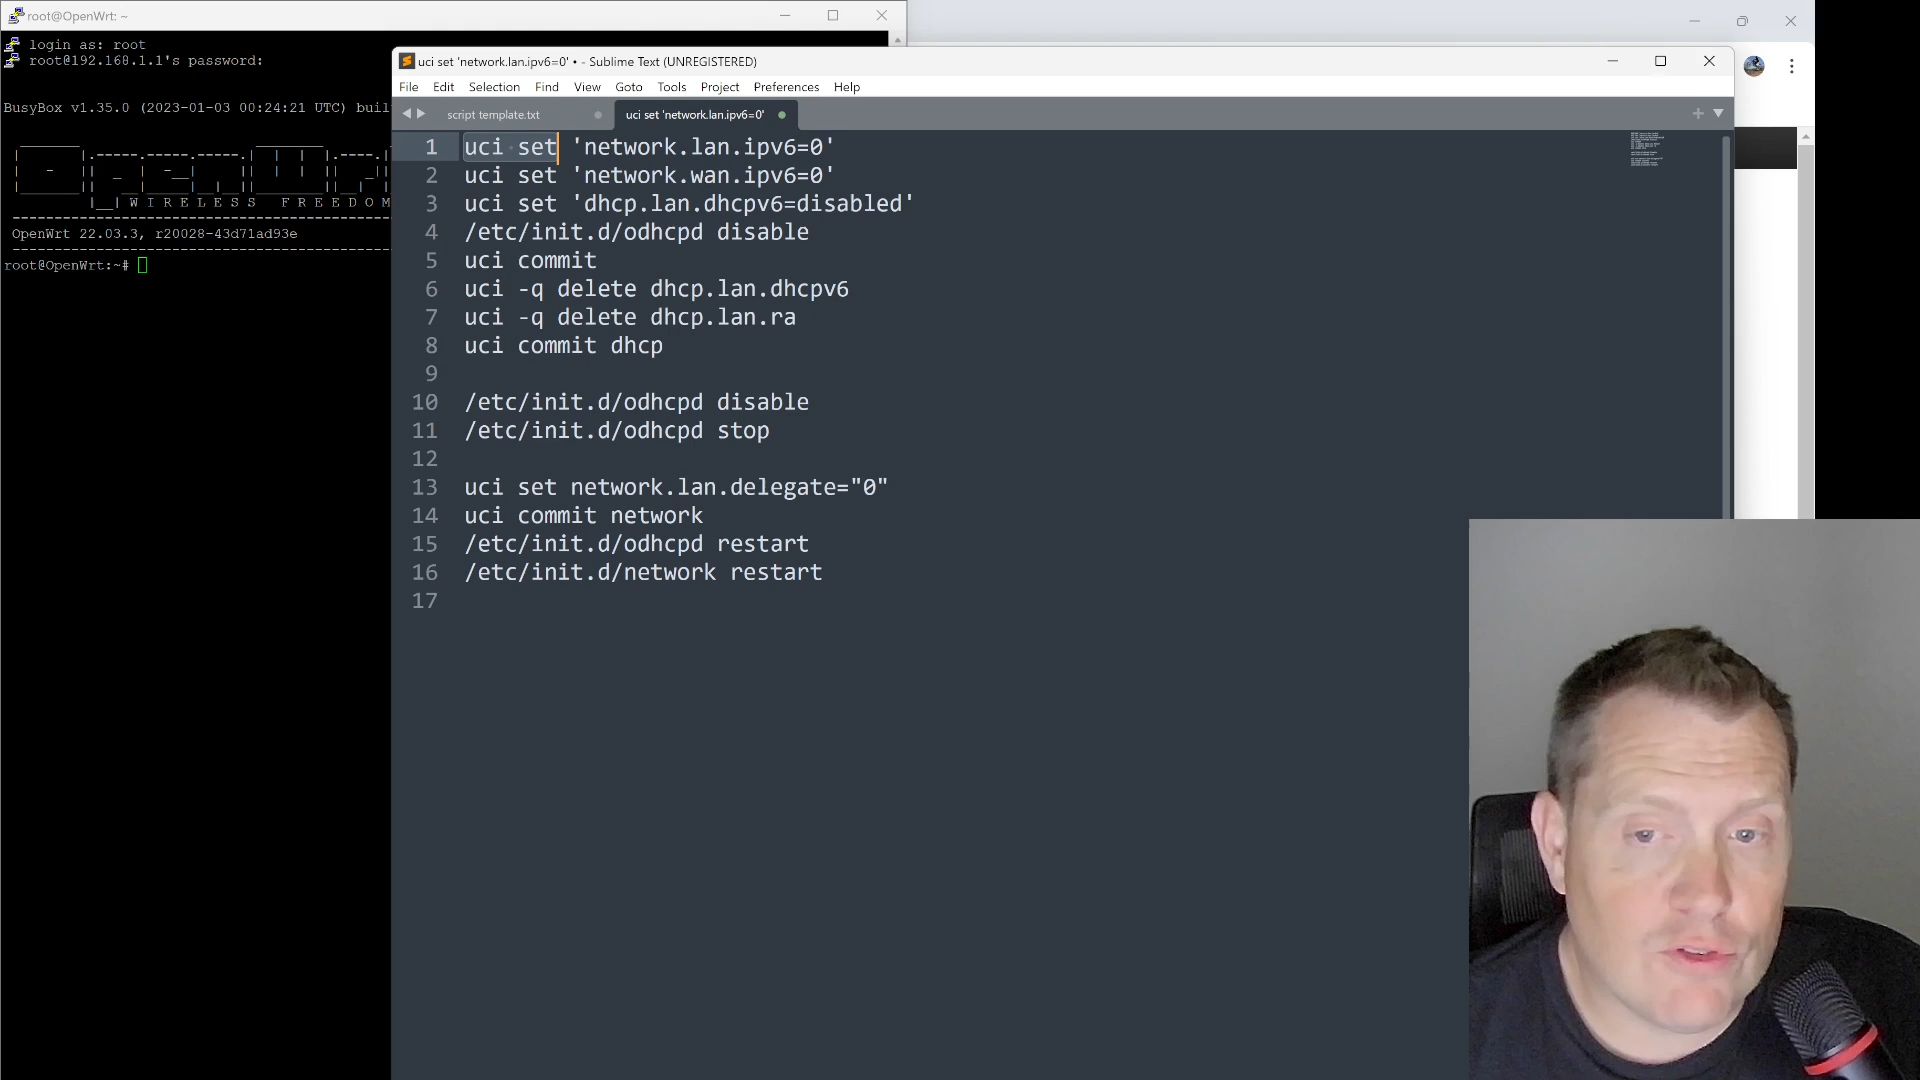 root@OpenWrt: ~
login as: root
root@192.168.1.1's password:
BusyBox v1.35.0 (2023-01-03 00:24:21 UTC) buil
WIRELESS FREEDOM
OpenWrt 22.03.3, r20028-43d71ad93e
root@OpenWrt:~#
uci set 'network.lan.ipv6=0' • - Sublime Text (UNREGISTERED)
File Edit Selection Find View Goto Tools Project Preferences Help
script template.txt
uci set 'network.lan.ipv6=0'
1 uci set 'network.lan.ipv6=0'
2 uci set 'network.wan.ipv6=0'
3 uci set 'dhcp.lan.dhcpv6=disabled'
4 /etc/init.d/odhcpd disable
5 uci commit
6 uci -q delete dhcp.lan.dhcpv6
7 uci -q delete dhcp.lan.ra
8 uci commit dhcp
9
10 /etc/init.d/odhcpd disable
11 /etc/init.d/odhcpd stop
12
13 uci set network.lan.delegate="0"
14 uci commit network
15 /etc/init.d/odhcpd restart
16 /etc/init.d/network restart
17